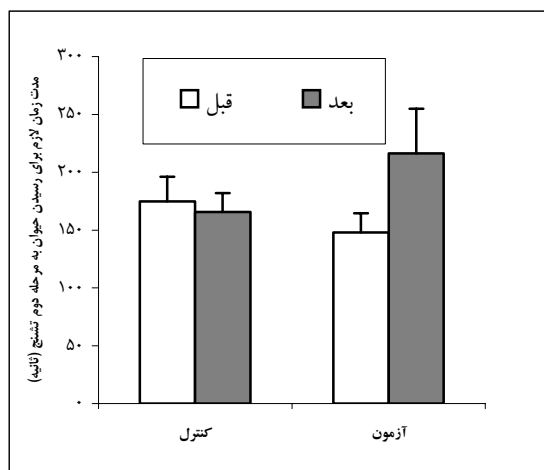 مدت زمان لازم برای رسیدن حیوان به مرحله دوم تشنج (ثانیه)
۳۰۰
۲۵۰
۲۰۰
۱۵۰
۱۰۰
۵۰
۰
قبل
بعد
کنترل
آزمون